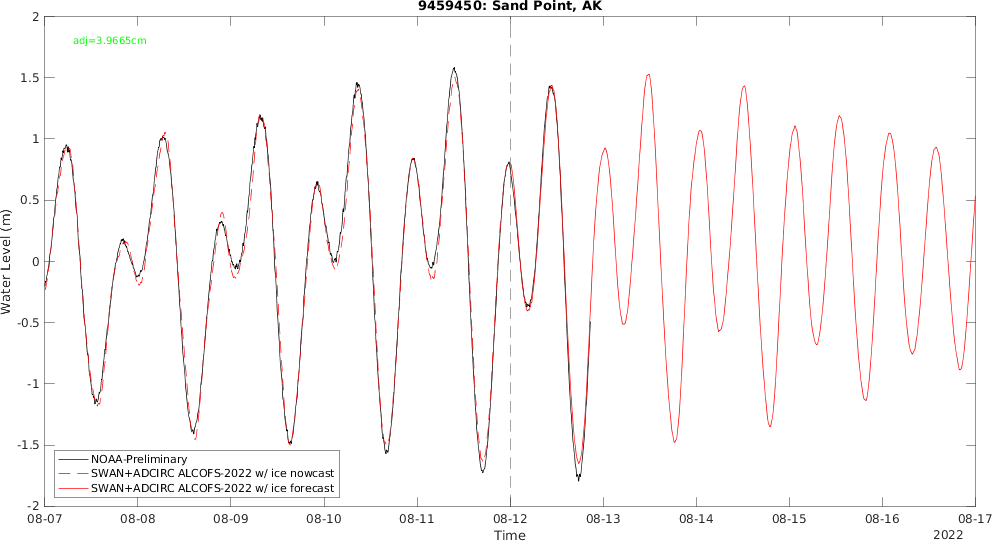 9459450: Sand Point, AK
adj=3.9665cm
2
1.5
1
0.5
0
-0.5
-1
-1.5
-2
Water Level (m)
NOAA-Preliminary
SWAN+ADCIRC ALCOFS-2022 w/ ice nowcast
SWAN+ADCIRC ALCOFS-2022 w/ ice forecast
08-07 08-08 08-09 08-10 08-11 08-12 08-13 08-14 08-15 08-16 08-17
Time
2022